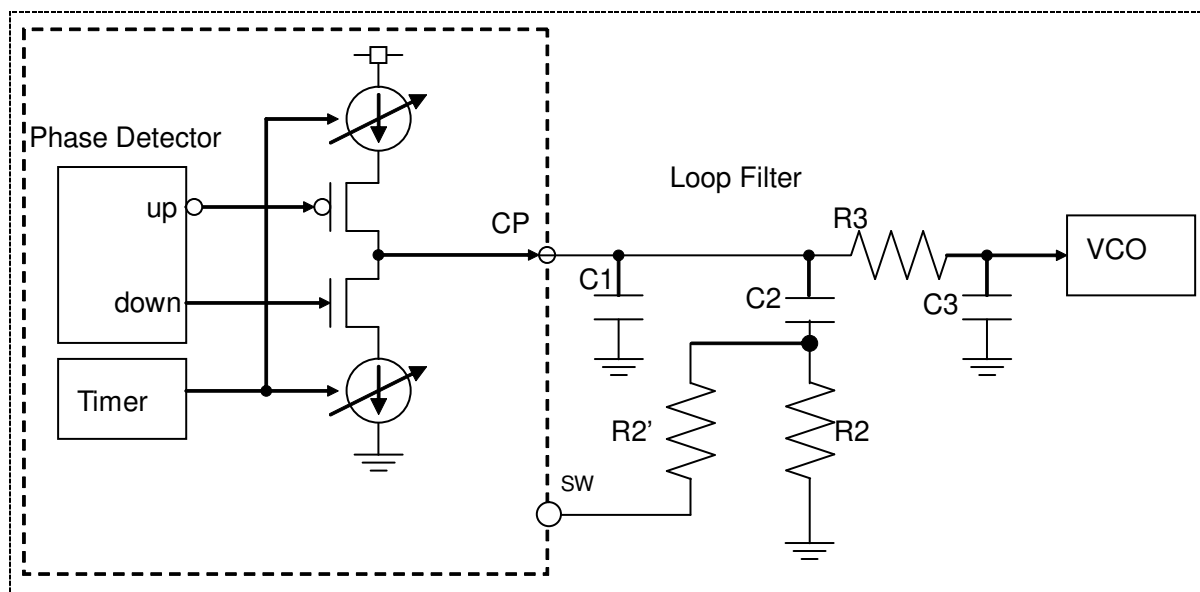 Phase Detector
up
down
Timer
CP
SW
Loop Filter
C1
C2
R2'
R2
R3
C3
VCO